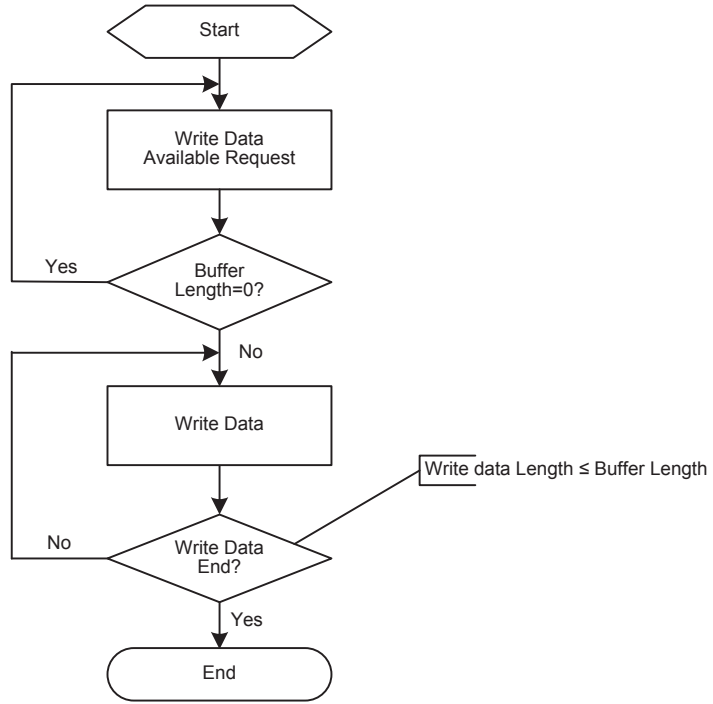 Start
Write Data
Available Request
Yes
Buffer
Length=0?
No
Write Data
Write data Length ≤ Buffer Length
No
Write Data
End?
Yes
End